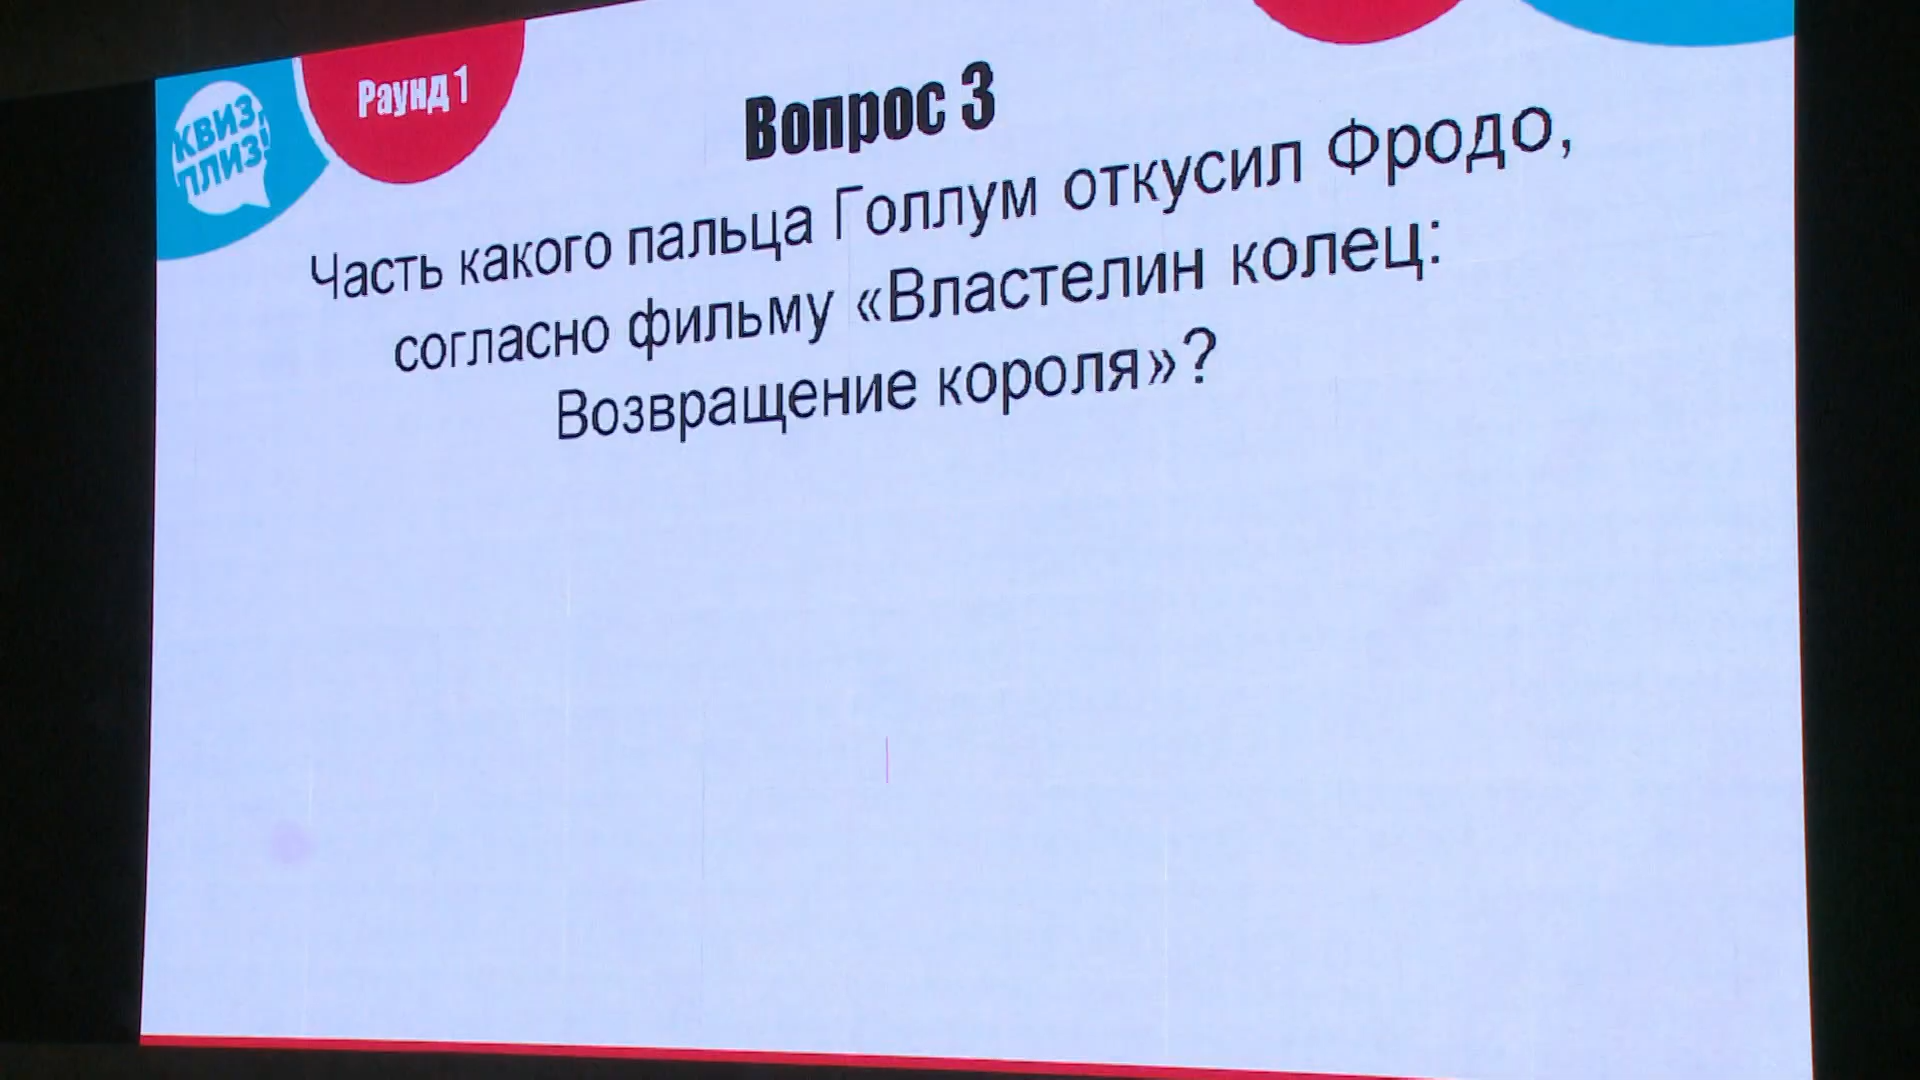 КВИЗ,
ПЛИЗ!
Раунд 1
Вопрос 3
Часть какого пальца Голлум откусил Фродо,
согласно фильму «Властелин колец:
Возвращение короля»?